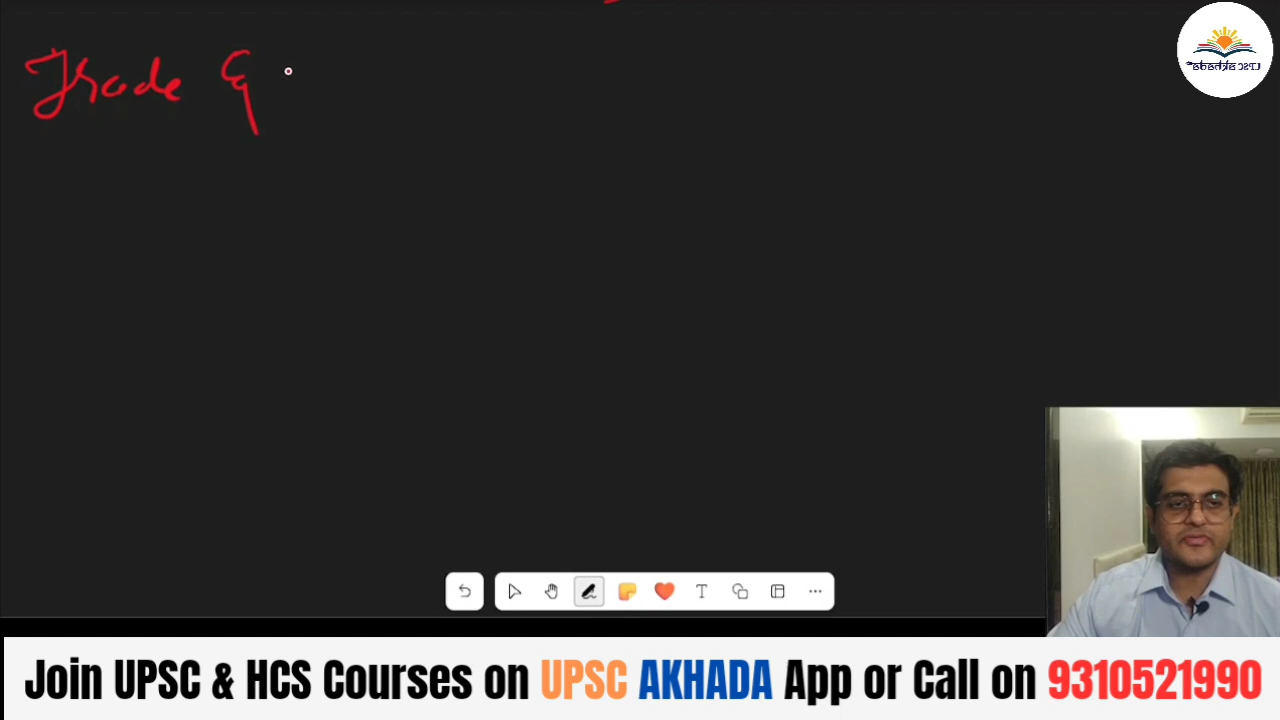 Trade &
Join UPSC & HCS Courses on UPSC AKHADA App or Call on 9310521990